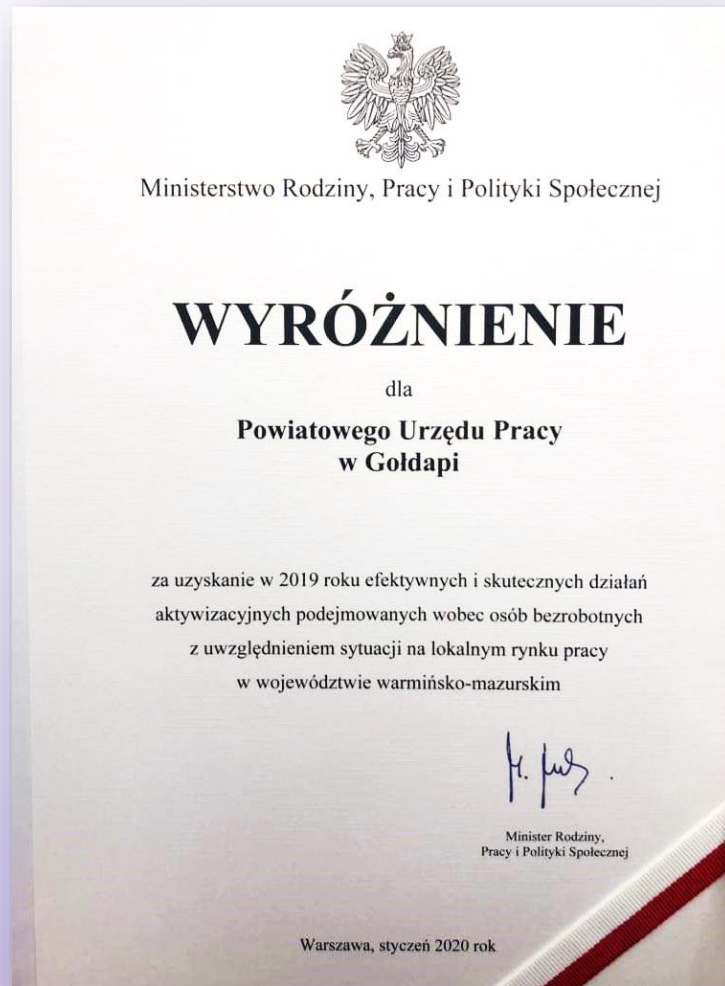 Ministerstwo Rodziny, Pracy i Polityki Społecznej
WYRÓŻNIENIE
dla
Powiatowego Urzędu Pracy
w Gołdapi
za uzyskanie w 2019 roku efektywnych i skutecznych działań
aktywizacyjnych podejmowanych wobec osób bezrobotnych
z uwzględnieniem sytuacji na lokalnym rynku pracy
w województwie warmińsko-mazurskim
Minister Rodziny,
Pracy i Polityki Społecznej
Warszawa, styczeń 2020 rok